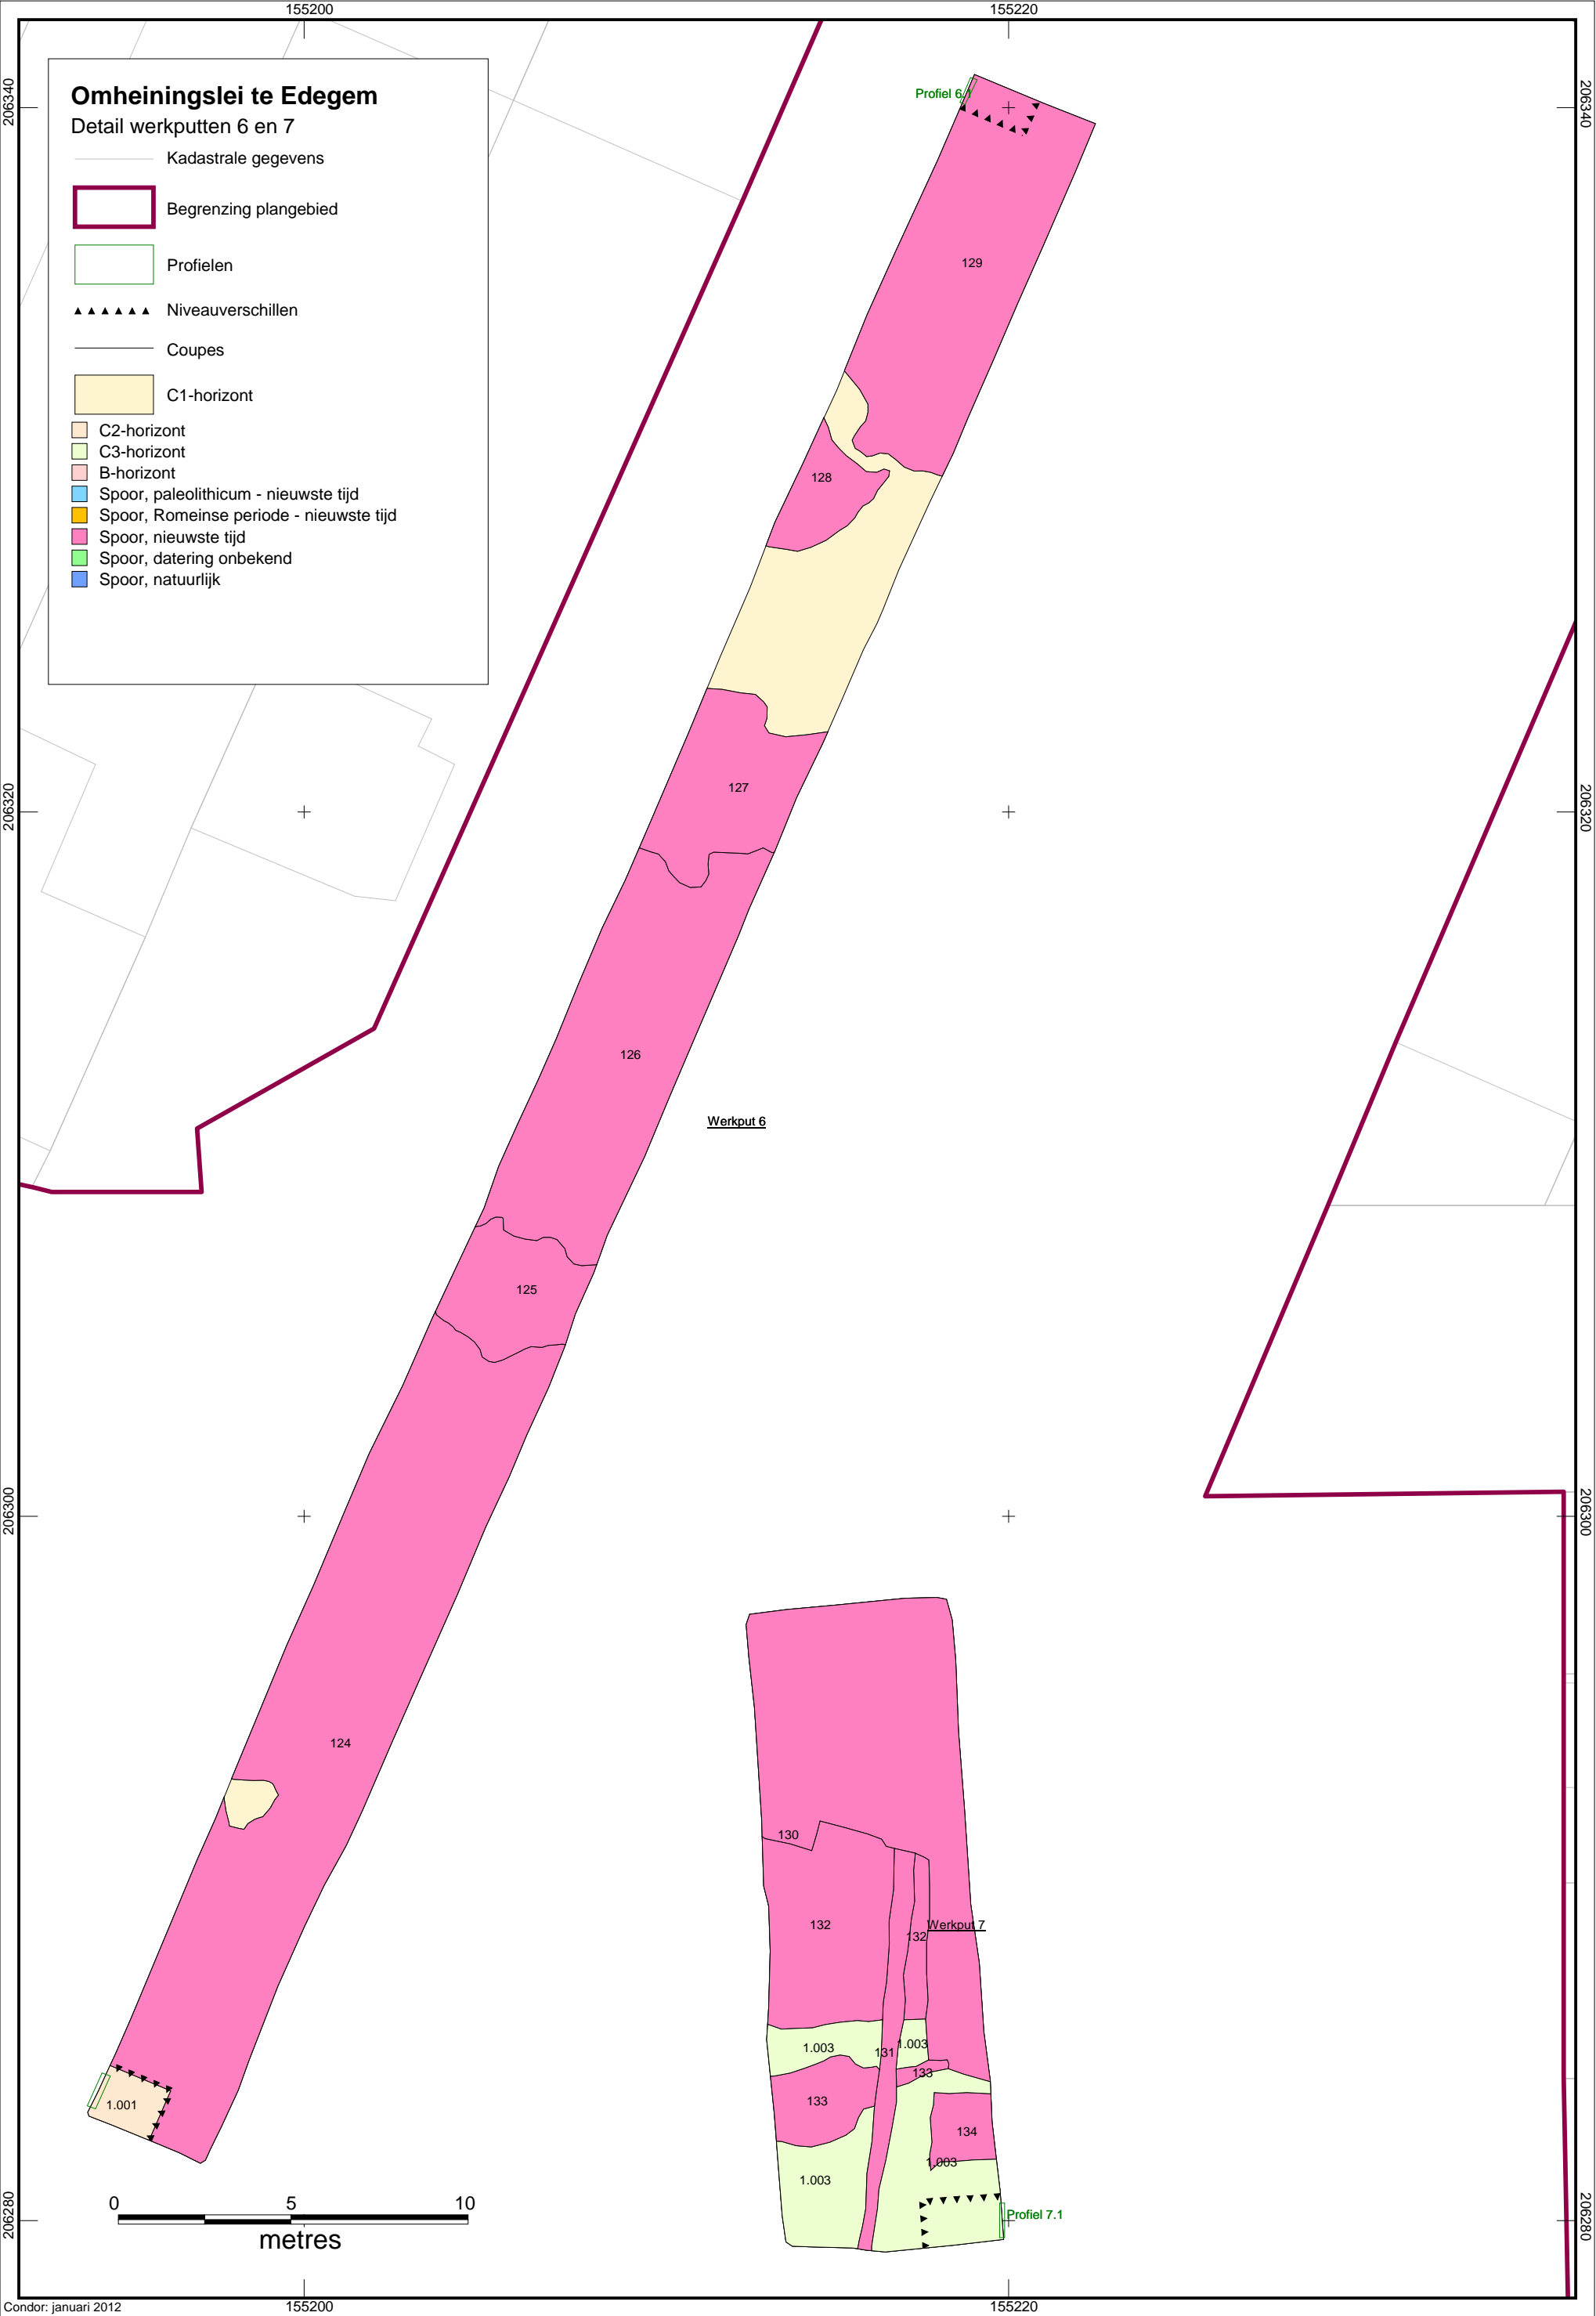 155200
155220
206340
206340
Omheiningslei te Edegem
Detail werkputten 6 en 7
Kadastrale gegevens
Begrenzing plangebied
Profielen
Niveauverschillen
Coupes
C1-horizont
C2-horizont
C3-horizont
B-horizont
Spoor, paleolithicum - nieuwste tijd
Spoor, Romeinse periode - nieuwste tijd
Spoor, nieuwste tijd
Spoor, datering onbekend
Spoor, natuurlijk
Profiel 6.1
129
128
127
206320
206320
126
Werkput 6
125
206300
206300
124
130
132
Werkput 7
132
1.003
1.003
131
133
133
1.001
134
1.003
1.003
Profiel 7.1
206280
206280
0
5
10
metres
Condor: januari 2012
155200
155220